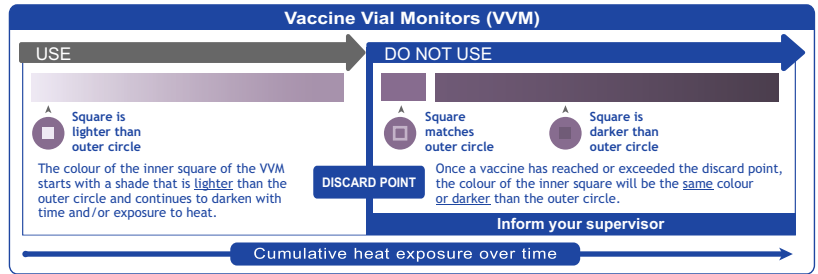 Vaccine Vial Monitors (VVM)
USE
Square is
lighter than
outer circle
The colour of the inner square of the VVM
starts with a shade that is lighter than the
outer circle and continues to darken with
time and/or exposure to heat.
DISCARD POINT
DO NOT USE
Square
matches
outer circle
Square is
darker than
outer circle
Once a vaccine has reached or exceeded the discard point,
the colour of the inner square will be the same colour
or darker than the outer circle.
Inform your supervisor
Cumulative heat exposure over time